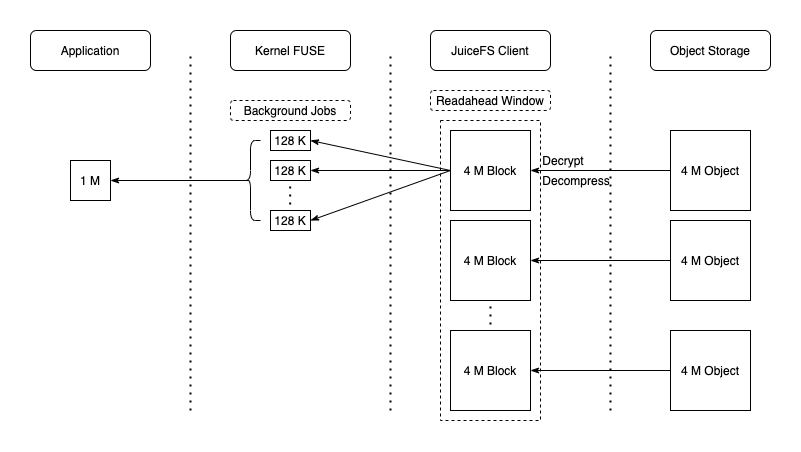 Application
Kernel FUSE
JuiceFS Client
Object Storage
Background Jobs
Readahead Window
1 M
128 K
128 K
128 K
4 M Block
Decrypt
Decompress
4 M Object
4 M Block
4 M Object
4 M Block
4 M Object